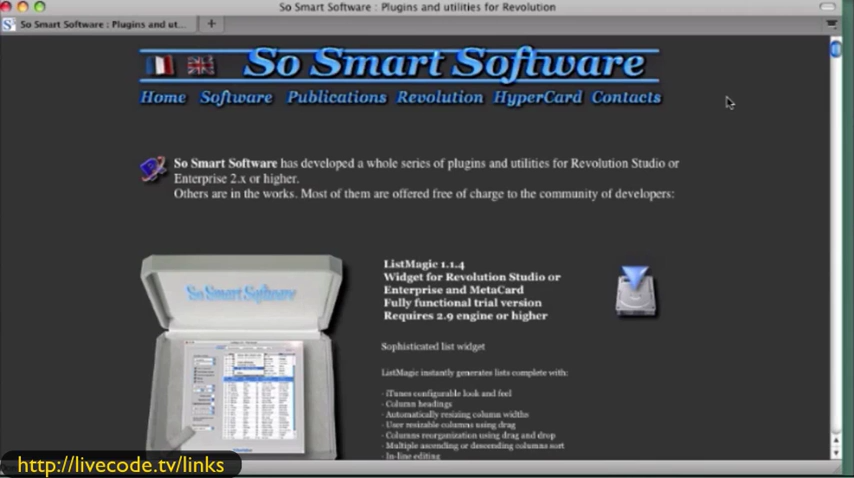 So Smart Software : Plugins and utilities for Revolution
So Smart Software : Plugins and ut...
So Smart Software
Home Software Publications Revolution HyperCard Contacts
So Smart Software has developed a whole series of plugins and utilities for Revolution Studio or
Enterprise 2.x or higher.
Others are in the works. Most of them are offered free of charge to the community of developers:
So Smart Software
ListMagic 1.1.4
Widget for Revolution Studio or
Enterprise and MetaCard
Fully functional trial version
Requires 2.9 engine or higher
Sophisticated list widget
ListMagic instantly generates lists complete with:
· iTunes configurable look and feel
· Column headings
· Automatically resizing column widths
· User resizable columns using drag
· Columns reorganization using drag and drop
· Multiple ascending or descending columns sort
· In-line editing
http://livecode.tv/links